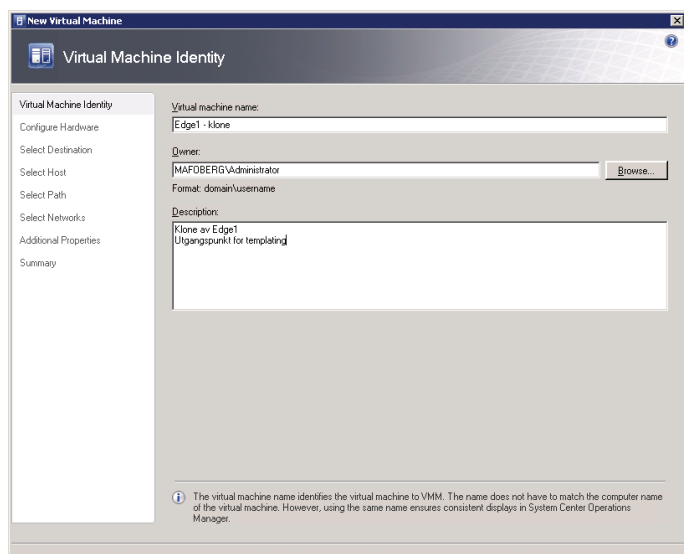 New Virtual Machine
Virtual Machine Identity
Virtual Machine Identity
Configure Hardware
Select Destination
Select Host
Select Path
Select Networks
Additional Properties
Summary
Virtual machine name:
Edge1 - klone
Owner:
MAFOBERG\Administrator
Browse...
Format: domain\username
Description:
Klone av Edge1
Utgangspunkt for templating
The virtual machine name identifies the virtual machine to VMM. The name does not have to match the computer name
of the virtual machine. However, using the same name ensures consistent displays in System Center Operations
Manager.